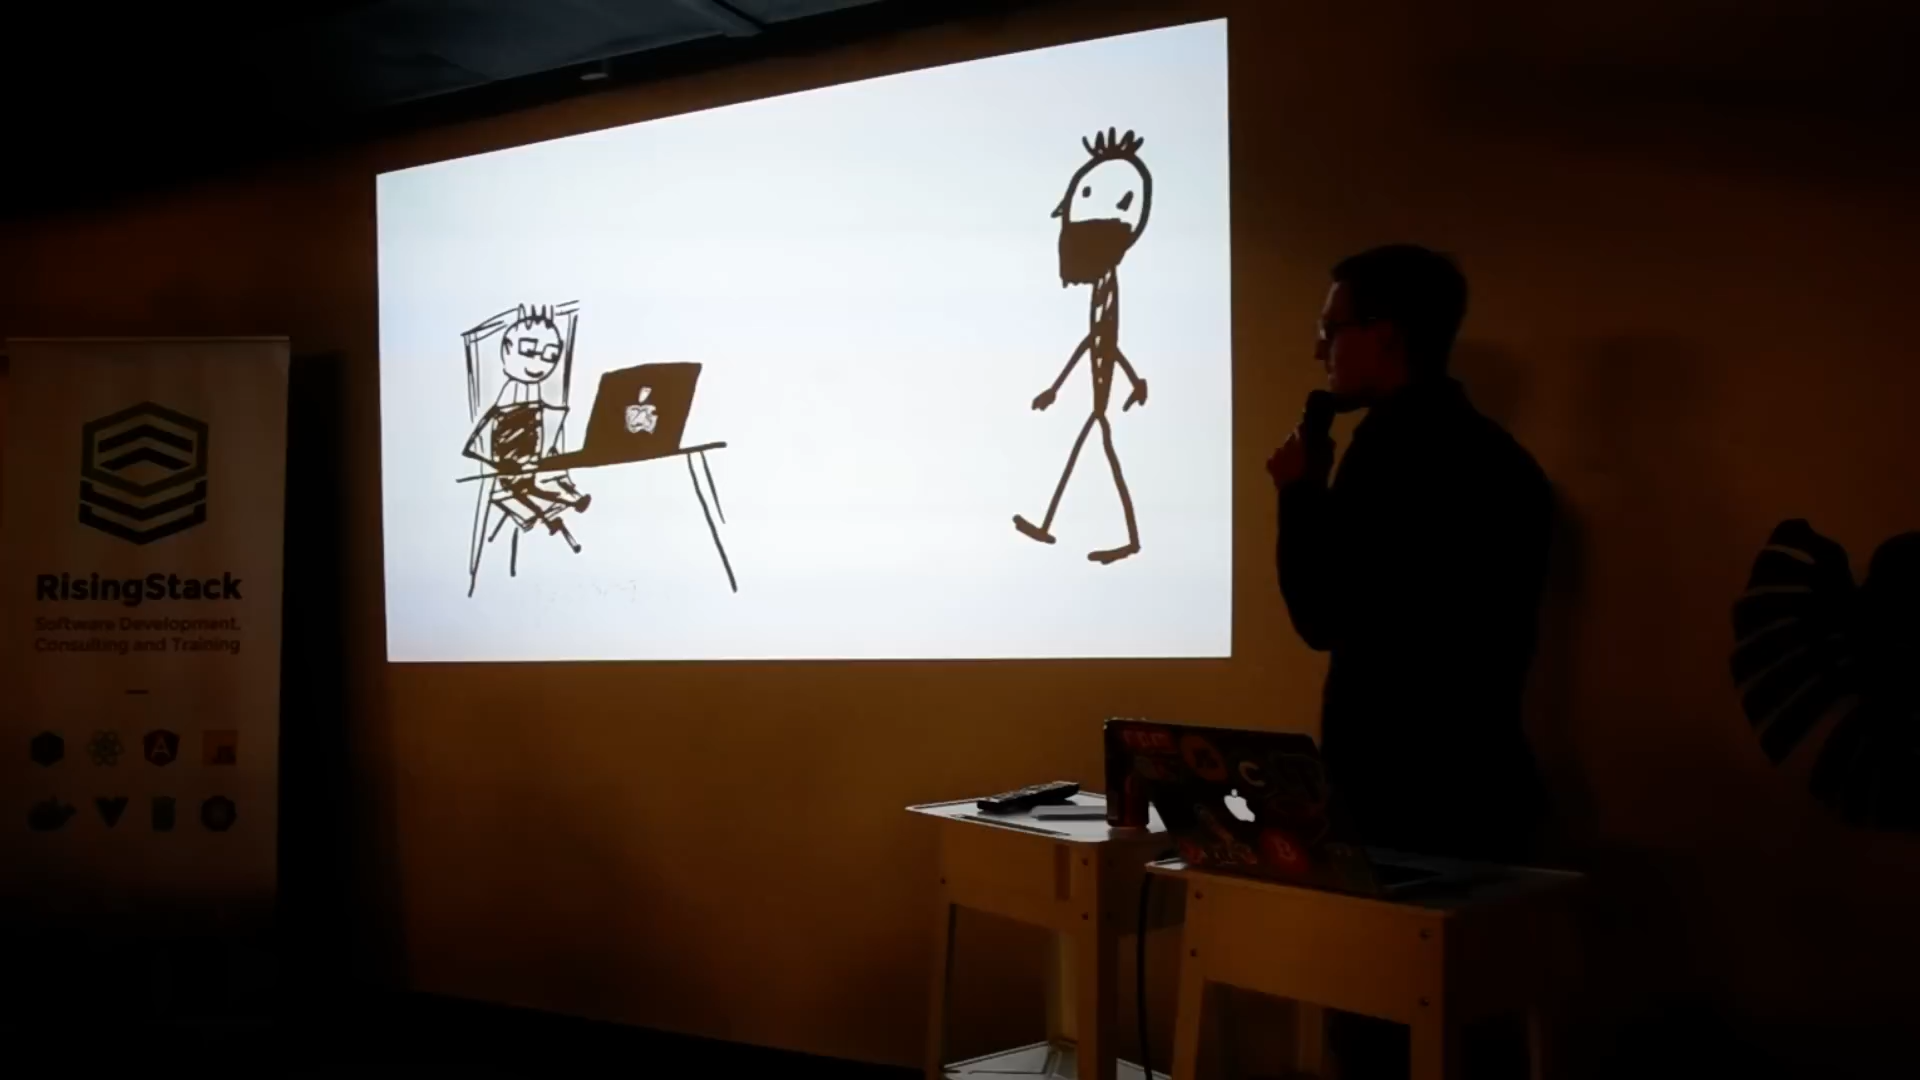 RisingStack
Software Development,
Consulting and Training